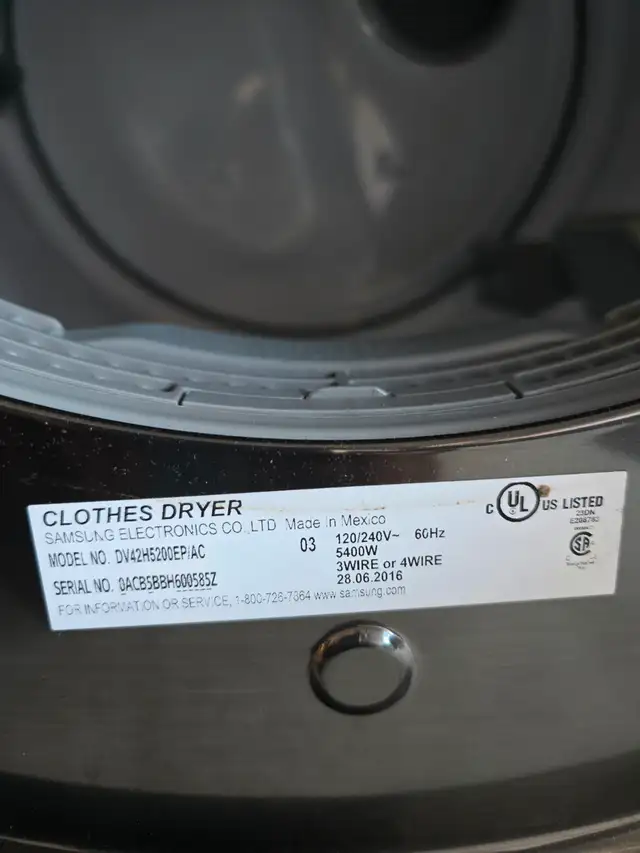 CLOTHES DRYER
SAMSUNG ELECTRONICS CO.,LTD Made In Mexico
MODEL NO. DV42H5200EP/AC
SERIAL NO. 0ACB5BBH600585Z
FOR INFORMATION OR SERVICE, 1-800-726-7864 www.samsung.com
03
120/240V~ 60Hz
5400W
3WIRE or 4WIRE
28.06.2016
C UL US LISTED
23DN
SA